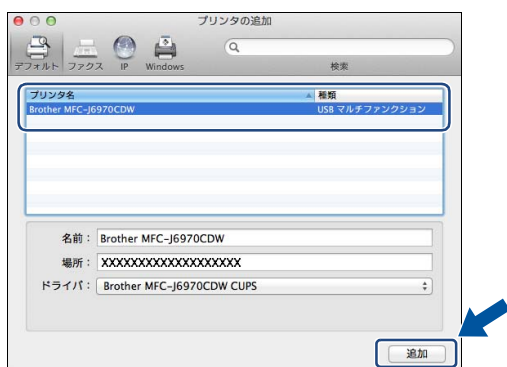 プリンタの追加
デフォルト ファクス IP Windows 検索
プリンタ名 種類
Brother MFC-J6970CDW USB マルチファンクション
名前： Brother MFC-J6970CDW
場所： XXXXXXXXXXXXXXXXXXX
ドライバ： Brother MFC-J6970CDW CUPS
追加